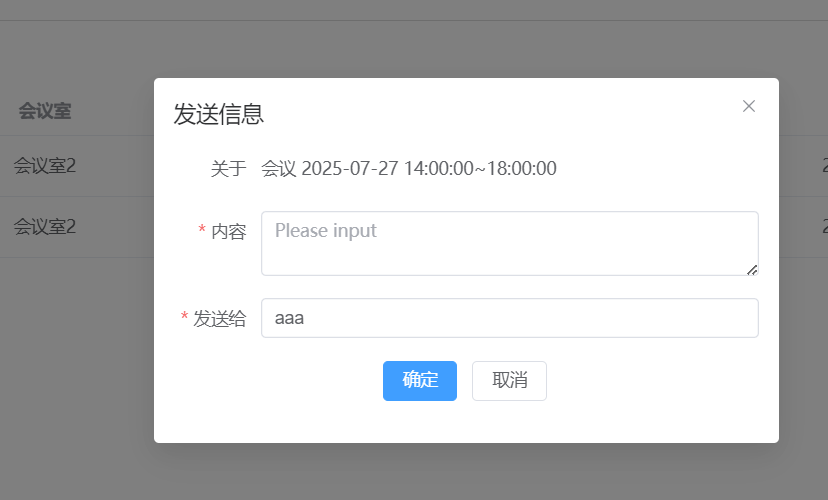 发送信息
会议室
关于 会议 2025-07-27 14:00:00~18:00:00
会议室2
* 内容 Please input
会议室2
* 发送给 aaa
确定 取消